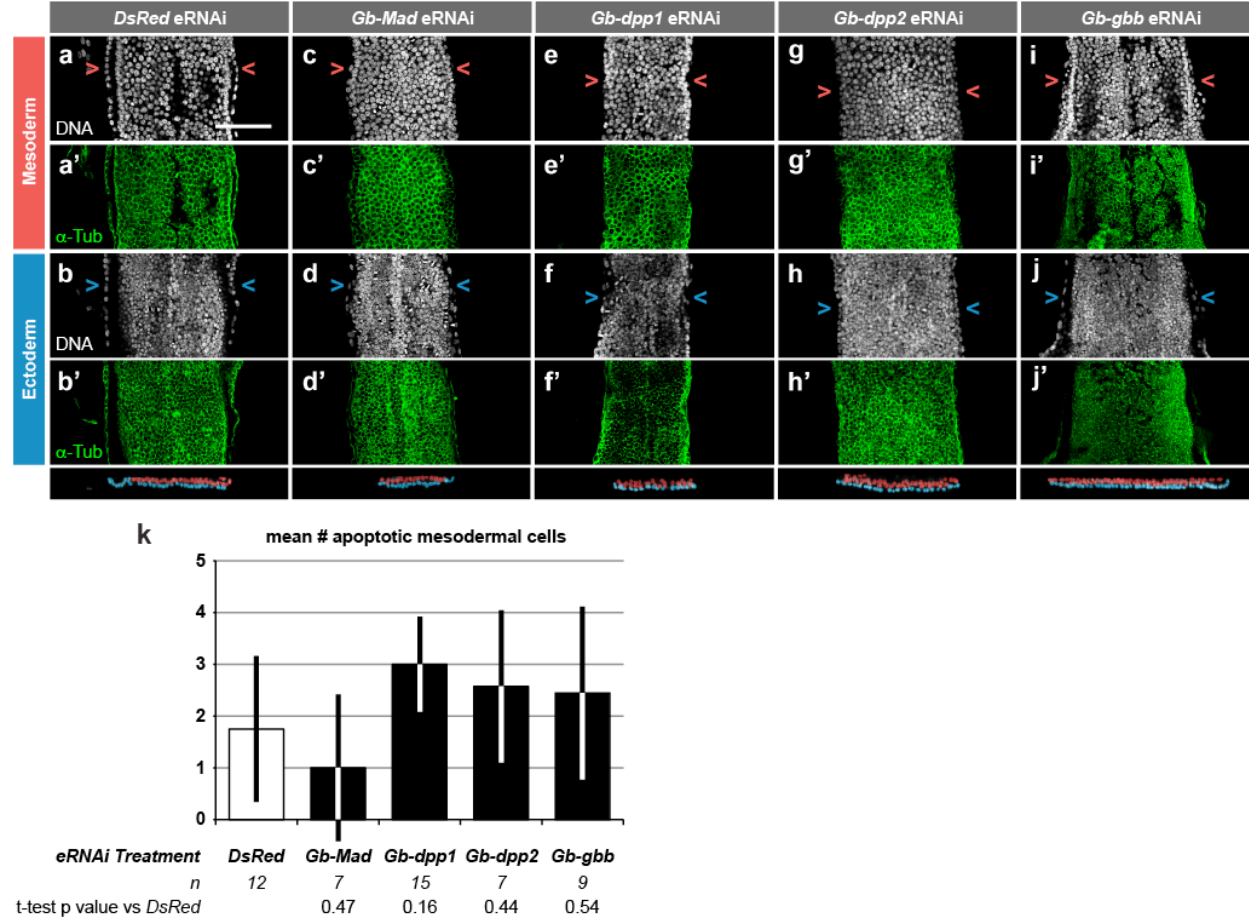 DsRed eRNAi Gb-Mad eRNAi Gb-dpp1 eRNAi Gb-dpp2 eRNAi Gb-gbb eRNAi
Mesoderm
a c e g i
> < > < > < > < > <
DNA
a’ c’ e’ g’ i’
α-Tub
Ectoderm
b d f h j
> < > < > < > < > <
DNA
b’ d’ f’ h’ j’
α-Tub
k
mean # apoptotic mesodermal cells
5
4
3
2
1
0
eRNAi Treatment DsRed Gb-Mad Gb-dpp1 Gb-dpp2 Gb-gbb
n 12 7 15 7 9
t-test p value vs DsRed 0.47 0.16 0.44 0.54